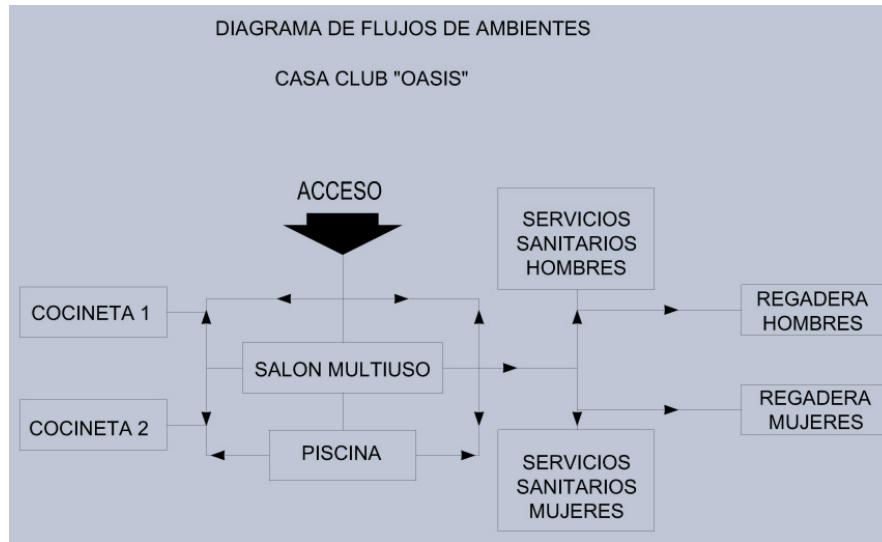 DIAGRAMA DE FLUJOS DE AMBIENTES
CASA CLUB "OASIS"
ACCESO
SERVICIOS
SANITARIOS
HOMBRES
COCINETA 1
REGADERA
HOMBRES
SALON MULTIUSO
COCINETA 2
PISCINA
REGADERA
MUJERES
SERVICIOS
SANITARIOS
MUJERES